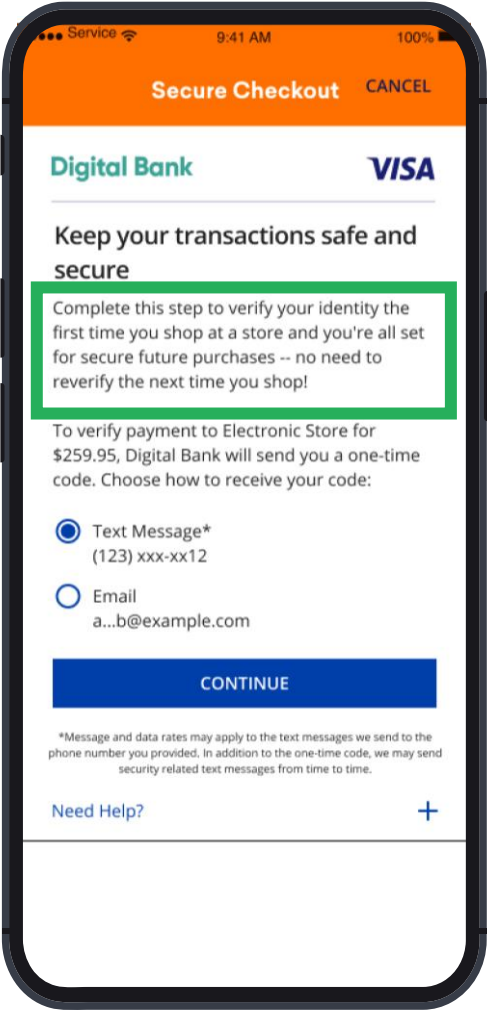 Service 9:41 AM 100%
Secure Checkout CANCEL
Digital Bank VISA
Keep your transactions safe and
secure
Complete this step to verify your identity the
first time you shop at a store and you're all set
for secure future purchases -- no need to
reverify the next time you shop!
To verify payment to Electronic Store for
$259.95, Digital Bank will send you a one-time
code. Choose how to receive your code:
Text Message*
(123) xxx-xx12
Email
a...b@example.com
CONTINUE
*Message and data rates may apply to the text messages we send to the
phone number you provided. In addition to the one-time code, we may send
security related text messages from time to time.
Need Help? +